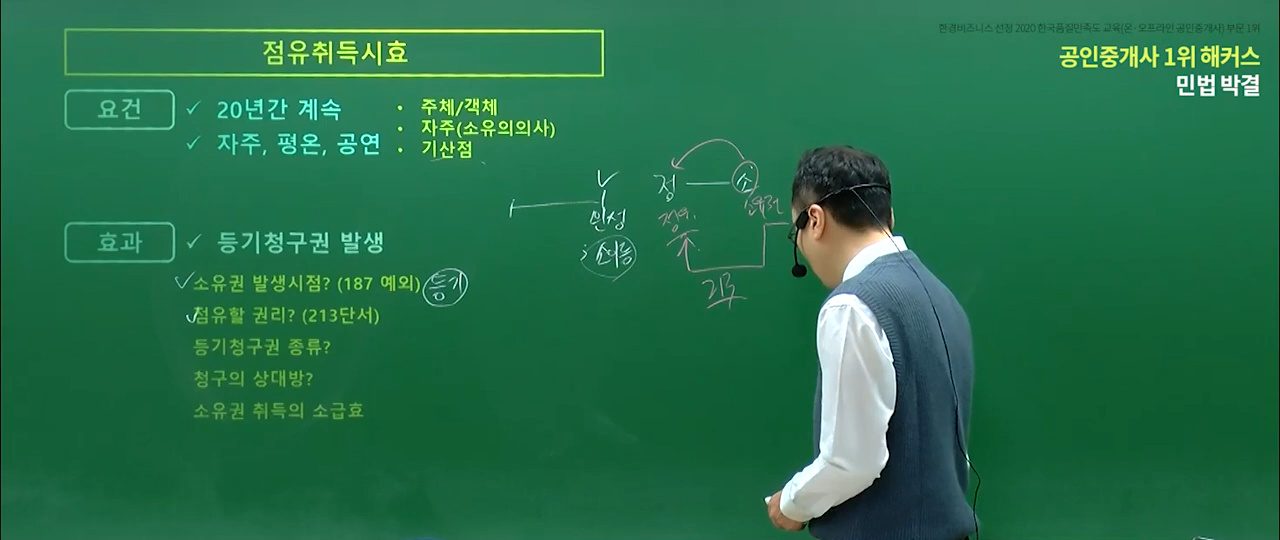 한경비즈니스 선정 2020 한국품질만족도 교육(온·오프라인 공인중개사) 부문 1위
공인중개사 1위 해커스
민법 박결
점유취득시효
요건
✓ 20년간 계속
✓ 자주, 평온, 공연
• 주체/객체
• 자주(소유의의사)
• 기산점
효과
✓ 등기청구권 발생
소유권 발생시점? (187 예외) 등기
점유할 권리? (213단서)
등기청구권 종류?
청구의 상대방?
소유권 취득의 소급효
점
소
완성